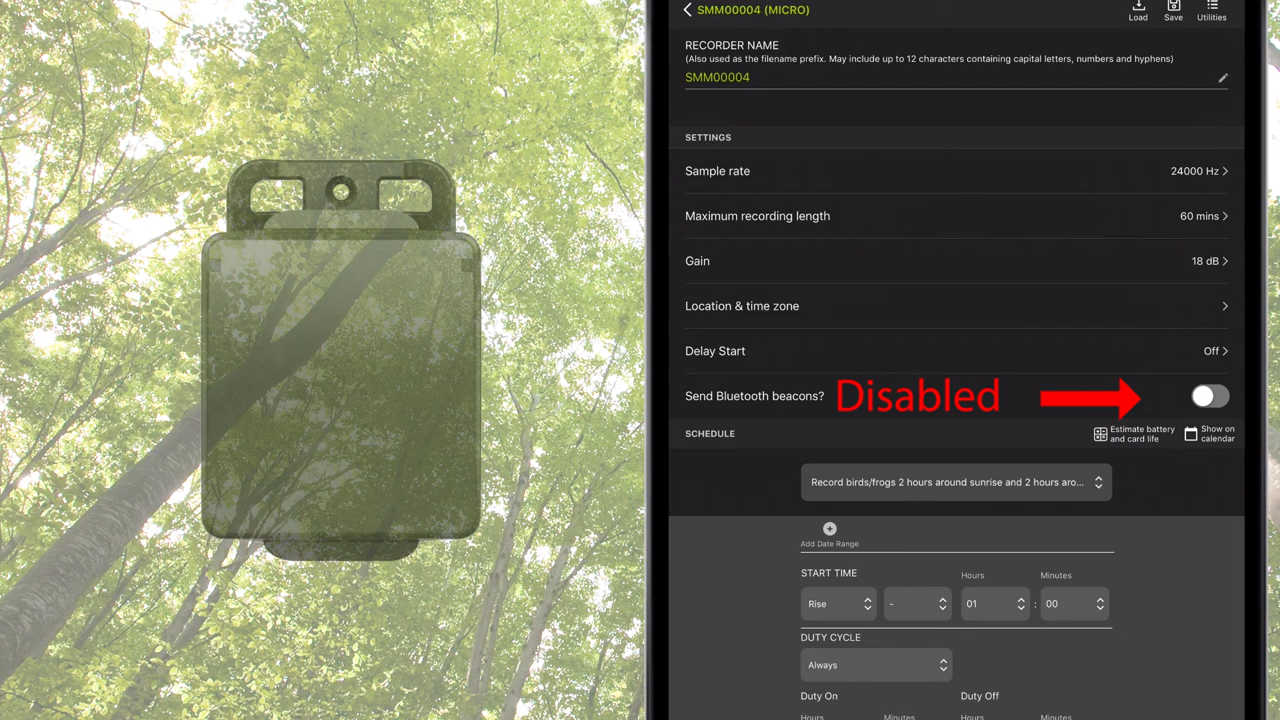 SMM00004 (MICRO)
Load Save Utilities
RECORDER NAME
(Also used as the filename prefix. May include up to 12 characters containing capital letters, numbers and hyphens)
SMM00004
SETTINGS
Sample rate 24000 Hz
Maximum recording length 60 mins
Gain 18 dB
Location & time zone
Delay Start Off
Send Bluetooth beacons? Disabled
SCHEDULE
Estimate battery and card life
Show on calendar
Record birds/frogs 2 hours around sunrise and 2 hours aro...
Add Date Range
START TIME Hours Minutes
Rise - 01 : 00
DUTY CYCLE
Always
Duty On Duty Off
Hours Minutes Hours Minutes